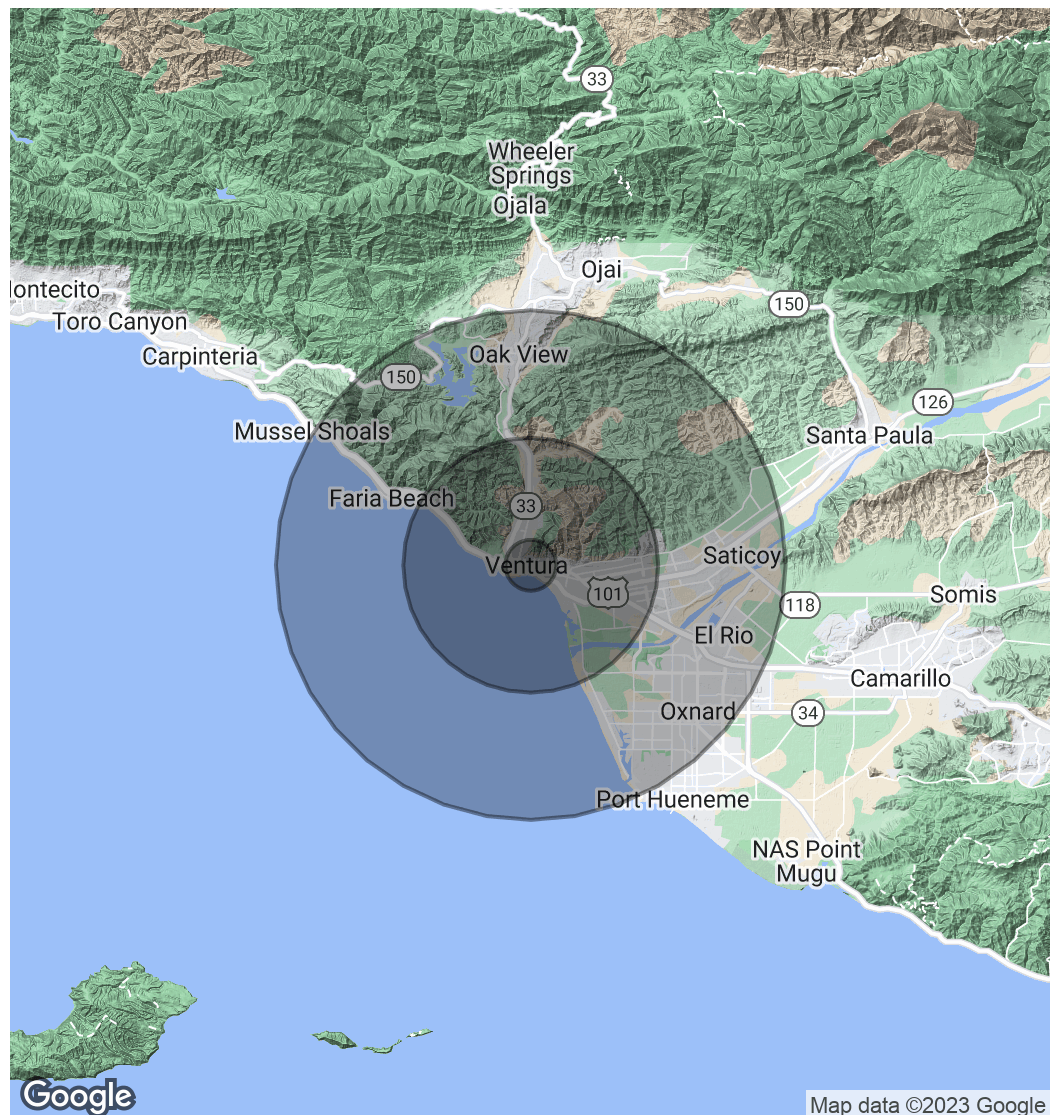 33
Wheeler
Springs
Ojala
Ojai
lontecito
150
Toro Canyon
Carpinteria
Oak View
150
126
Mussel Shoals
Santa Paula
Faria Beach
33
Ventura
Saticoy
101
Somis
118
El Rio
Camarillo
Oxnard
34
Port Hueneme
NAS Point
Mugu
Google
Map data ©2023 Google